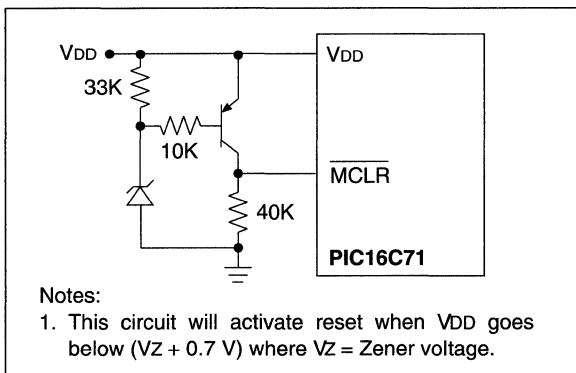 VDD
VDD
33K
10K
MCLR
40K
PIC16C71
Notes:
1. This circuit will activate reset when VDD goes
below (VZ + 0.7 V) where VZ = Zener voltage.